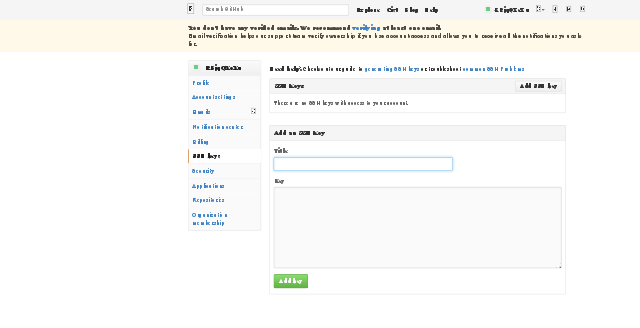 Search GitHub
Explore Gist Blog Help
You don't have any verified emails. We recommend verifying at least one email.
Email verification helps our support team verify ownership if you lose account access and allows you to receive all the notifications you ask
for.
Profile
Account settings
Emails
Notification center
Billing
SSH keys
Security
Applications
Repositories
Organization
membership
Need help? Check out our guide to generating SSH keys or troubleshoot common SSH Problems
SSH Keys
Add SSH key
There are no SSH keys with access to your account.
Add an SSH Key
Title
Key
Add key